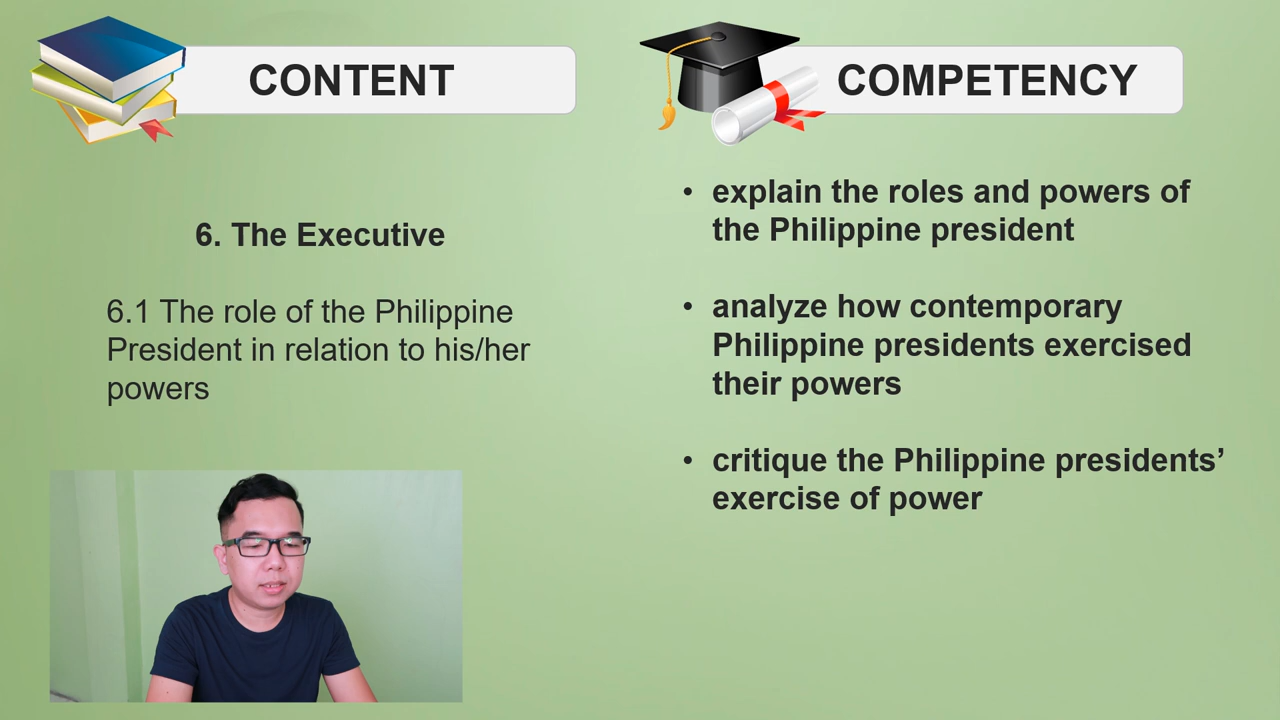 CONTENT
6. The Executive
6.1 The role of the Philippine
President in relation to his/her
powers
COMPETENCY
• explain the roles and powers of
the Philippine president
• analyze how contemporary
Philippine presidents exercised
their powers
• critique the Philippine presidents’
exercise of power